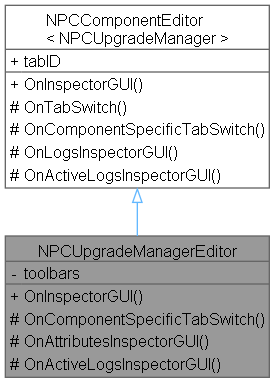 NPCComponentEditor
< NPCUpgradeManager >
+ tabID
+ OnInspectorGUI()
# OnTabSwitch()
# OnComponentSpecificTabSwitch()
# OnLogsInspectorGUI()
# OnActiveLogsInspectorGUI()
NPCUpgradeManagerEditor
- toolbars
+ OnInspectorGUI()
# OnComponentSpecificTabSwitch()
# OnAttributesInspectorGUI()
# OnActiveLogsInspectorGUI()